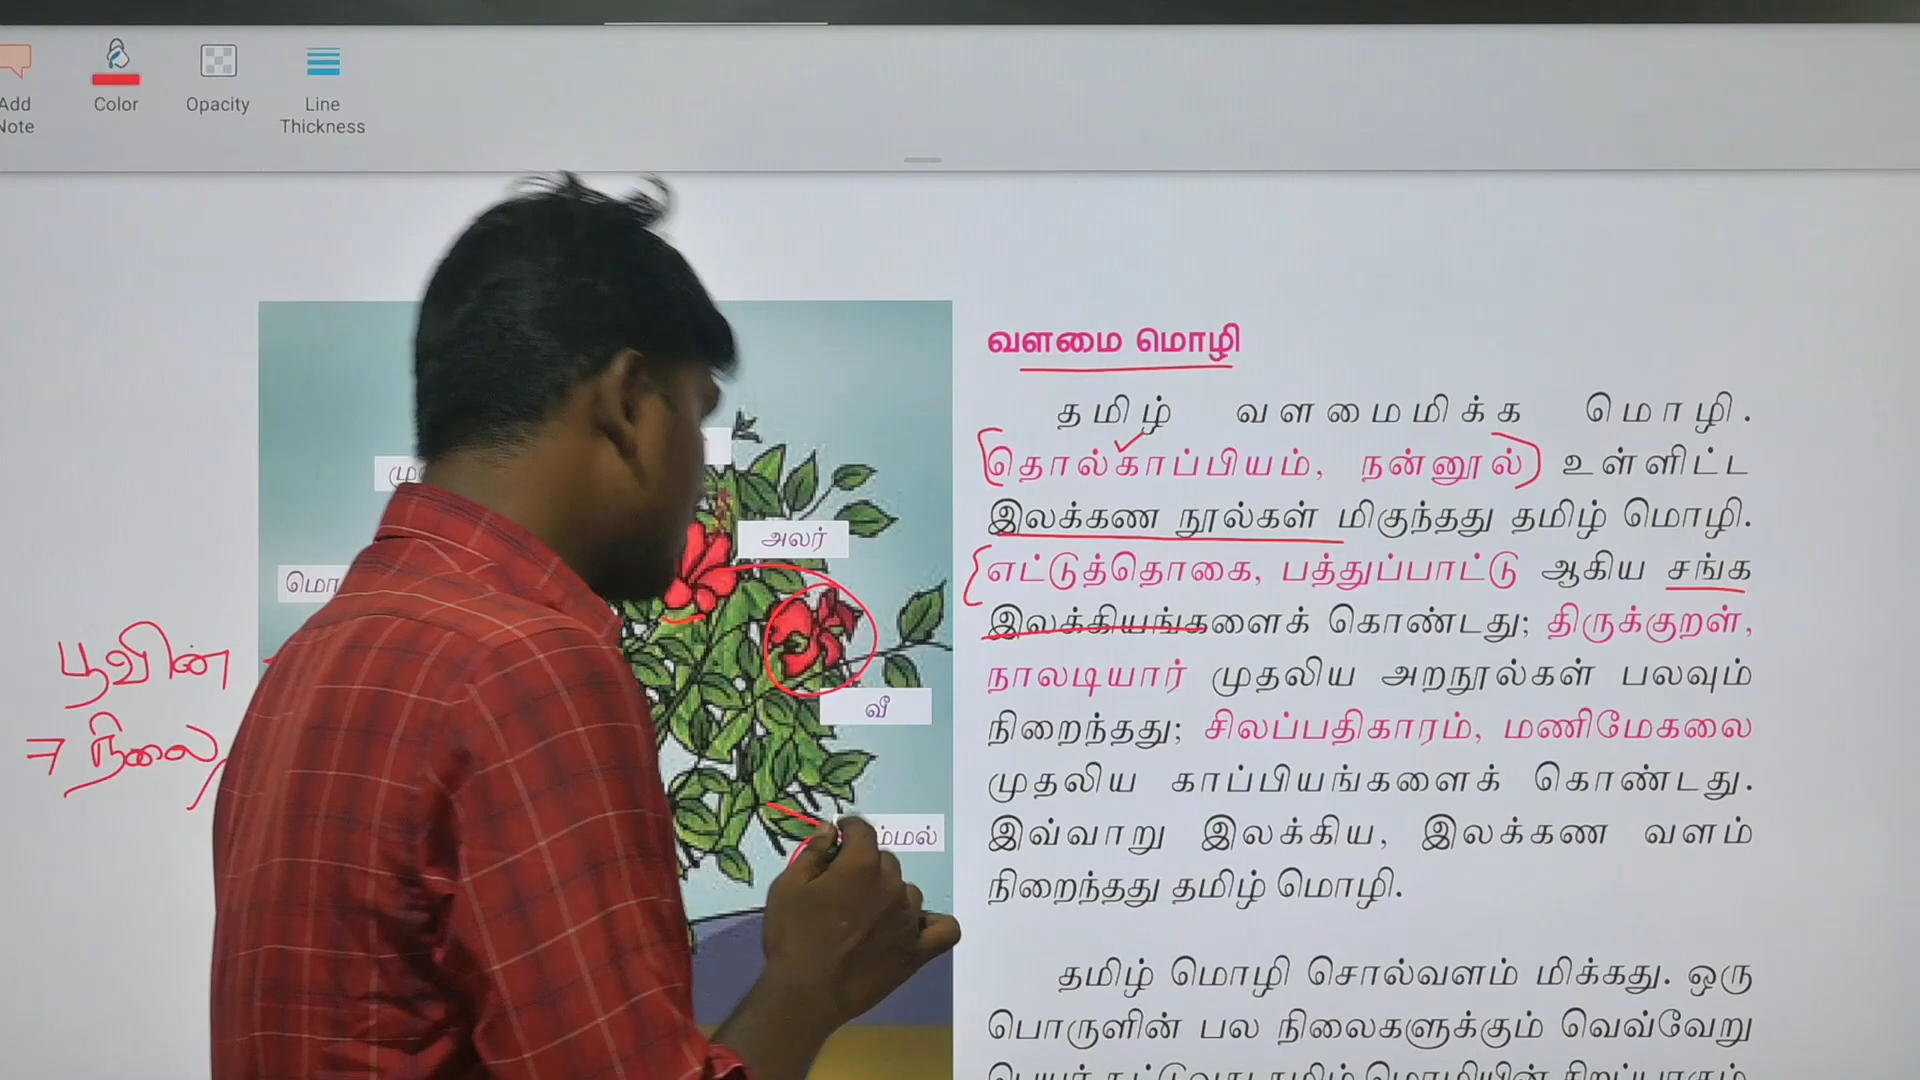 Add Note
Color
Opacity
Line Thickness
வளமை மொழி
தமிழ் வளமைமிக்க மொழி.
தொல்காப்பியம், நன்னூல் உள்ளிட்ட
இலக்கண நூல்கள் மிகுந்தது தமிழ் மொழி.
எட்டுத்தொகை, பத்துப்பாட்டு ஆகிய சங்க
இலக்கியங்களைக் கொண்டது; திருக்குறள்,
நாலடியார் முதலிய அறநூல்கள் பலவும்
நிறைந்தது; சிலப்பதிகாரம், மணிமேகலை
முதலிய காப்பியங்களைக் கொண்டது.
இவ்வாறு இலக்கிய, இலக்கண வளம்
நிறைந்தது தமிழ் மொழி.
தமிழ் மொழி சொல்வளம் மிக்கது. ஒரு
பொருளின் பல நிலைகளுக்கும் வெவ்வேறு
அலர்
வீ
பூவின்
7 நிலை